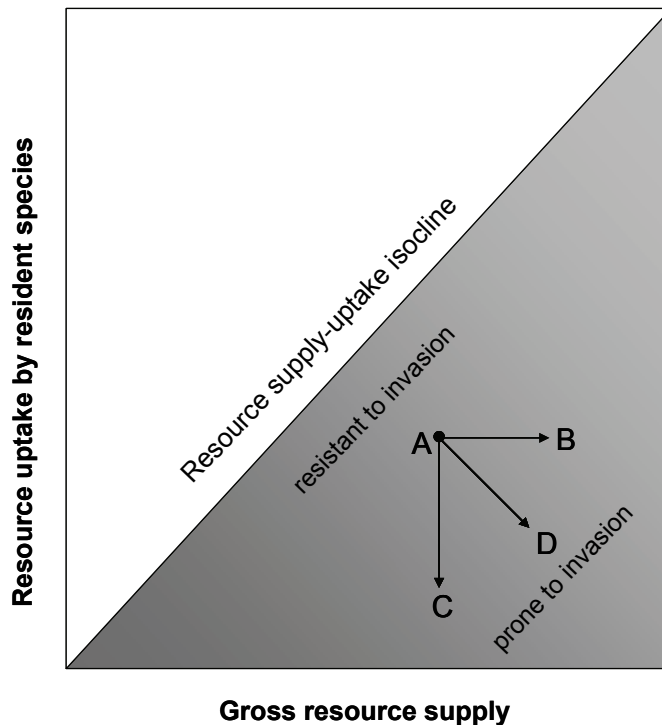 Resource uptake by resident species
Resource supply-uptake isocline
resistant to invasion
A
B
D
C
prone to invasion
Gross resource supply